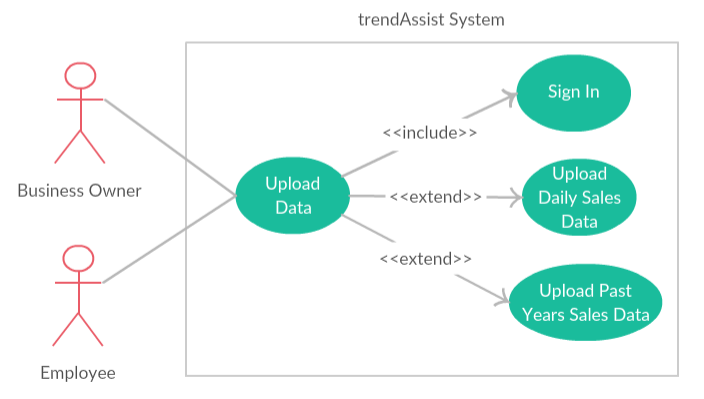 trendAssist System
Sign In
<<include>>
Business Owner
Upload
Data
<<extend>>
Upload
Daily Sales
Data
<<extend>>
Upload Past
Years Sales Data
Employee